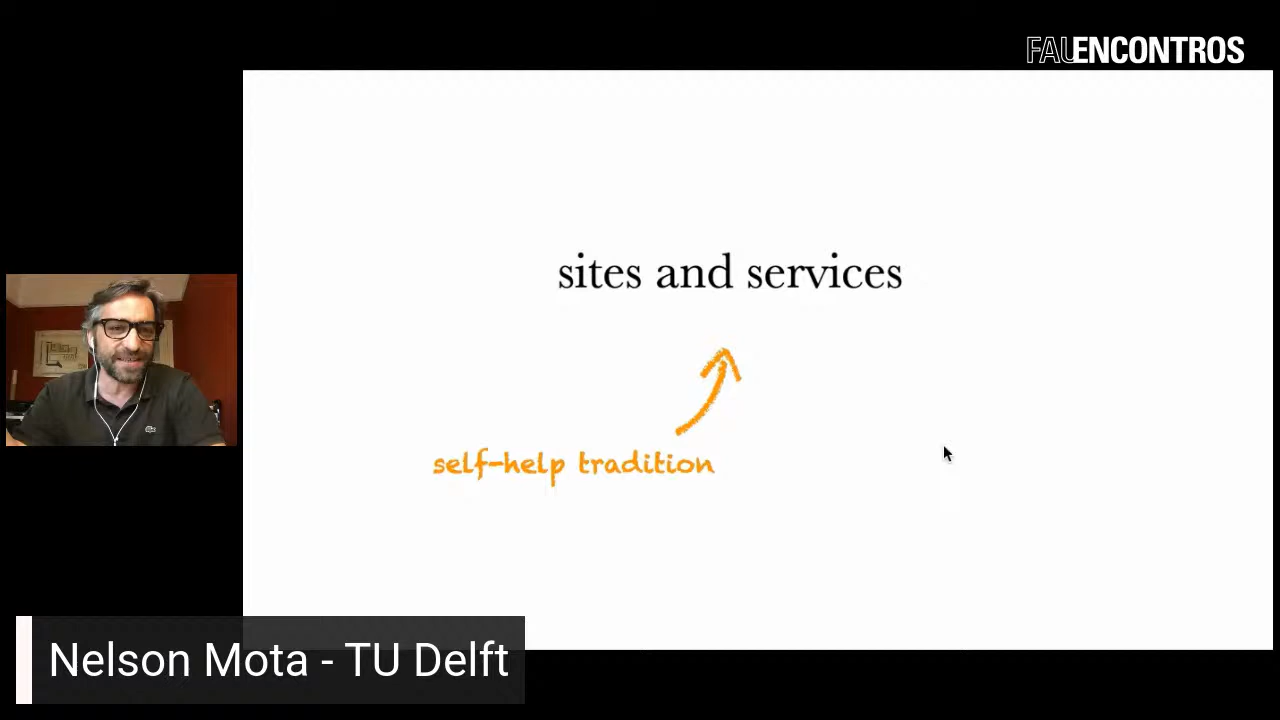 FAUENCONTROS
sites and services
self-help tradition
Nelson Mota - TU Delft